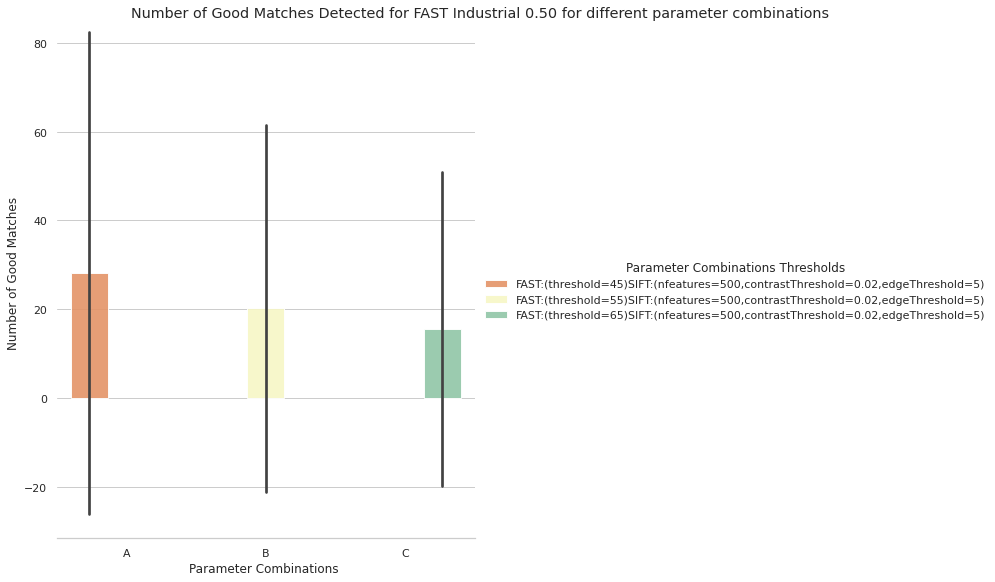 Number of Good Matches Detected for FAST Industrial 0.50 for different parameter combinations
80
60
40
20
0
−20
Number of Good Matches
A
B
C
Parameter Combinations
Parameter Combinations Thresholds
FAST:(threshold=45)SIFT:(nfeatures=500,contrastThreshold=0.02,edgeThreshold=5)
FAST:(threshold=55)SIFT:(nfeatures=500,contrastThreshold=0.02,edgeThreshold=5)
FAST:(threshold=65)SIFT:(nfeatures=500,contrastThreshold=0.02,edgeThreshold=5)